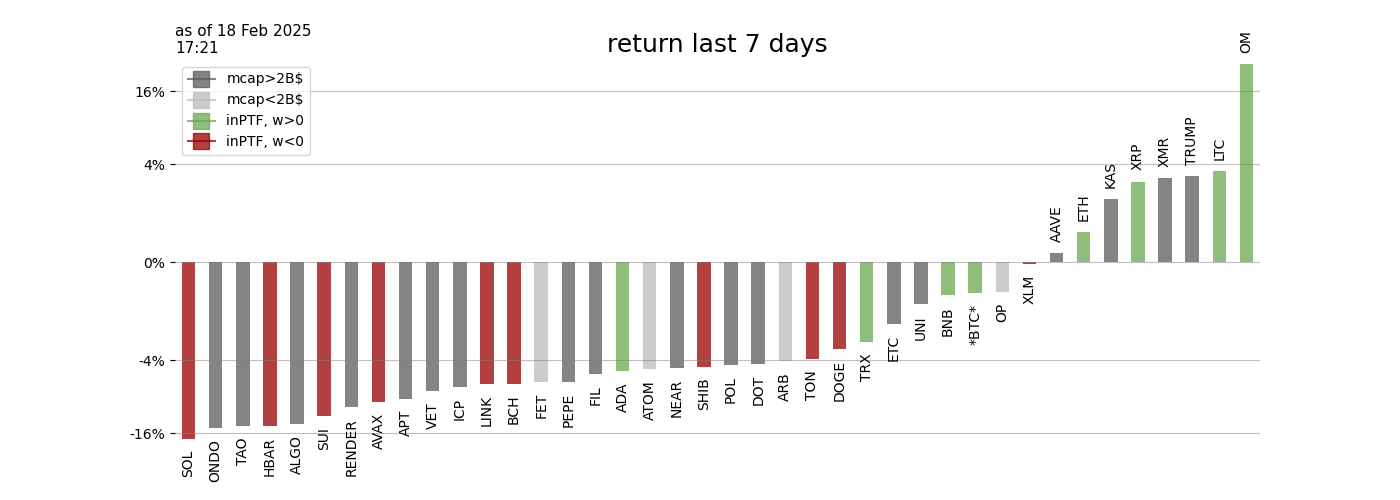 as of 18 Feb 2025
17:21
return last 7 days
mcap>2B$
mcap<2B$
inPTF, w>0
inPTF, w<0
16%
4%
0%
-4%
-16%
SOL
ONDO
TAO
HBAR
ALGO
SUI
RENDER
AVAX
APT
VET
ICP
LINK
BCH
FET
PEPE
FIL
ADA
ATOM
NEAR
SHIB
POL
DOT
ARB
TON
DOGE
TRX
ETC
UNI
BNB
*BTC*
OP
XLM
AAVE
ETH
KAS
XRP
XMR
TRUMP
LTC
OM